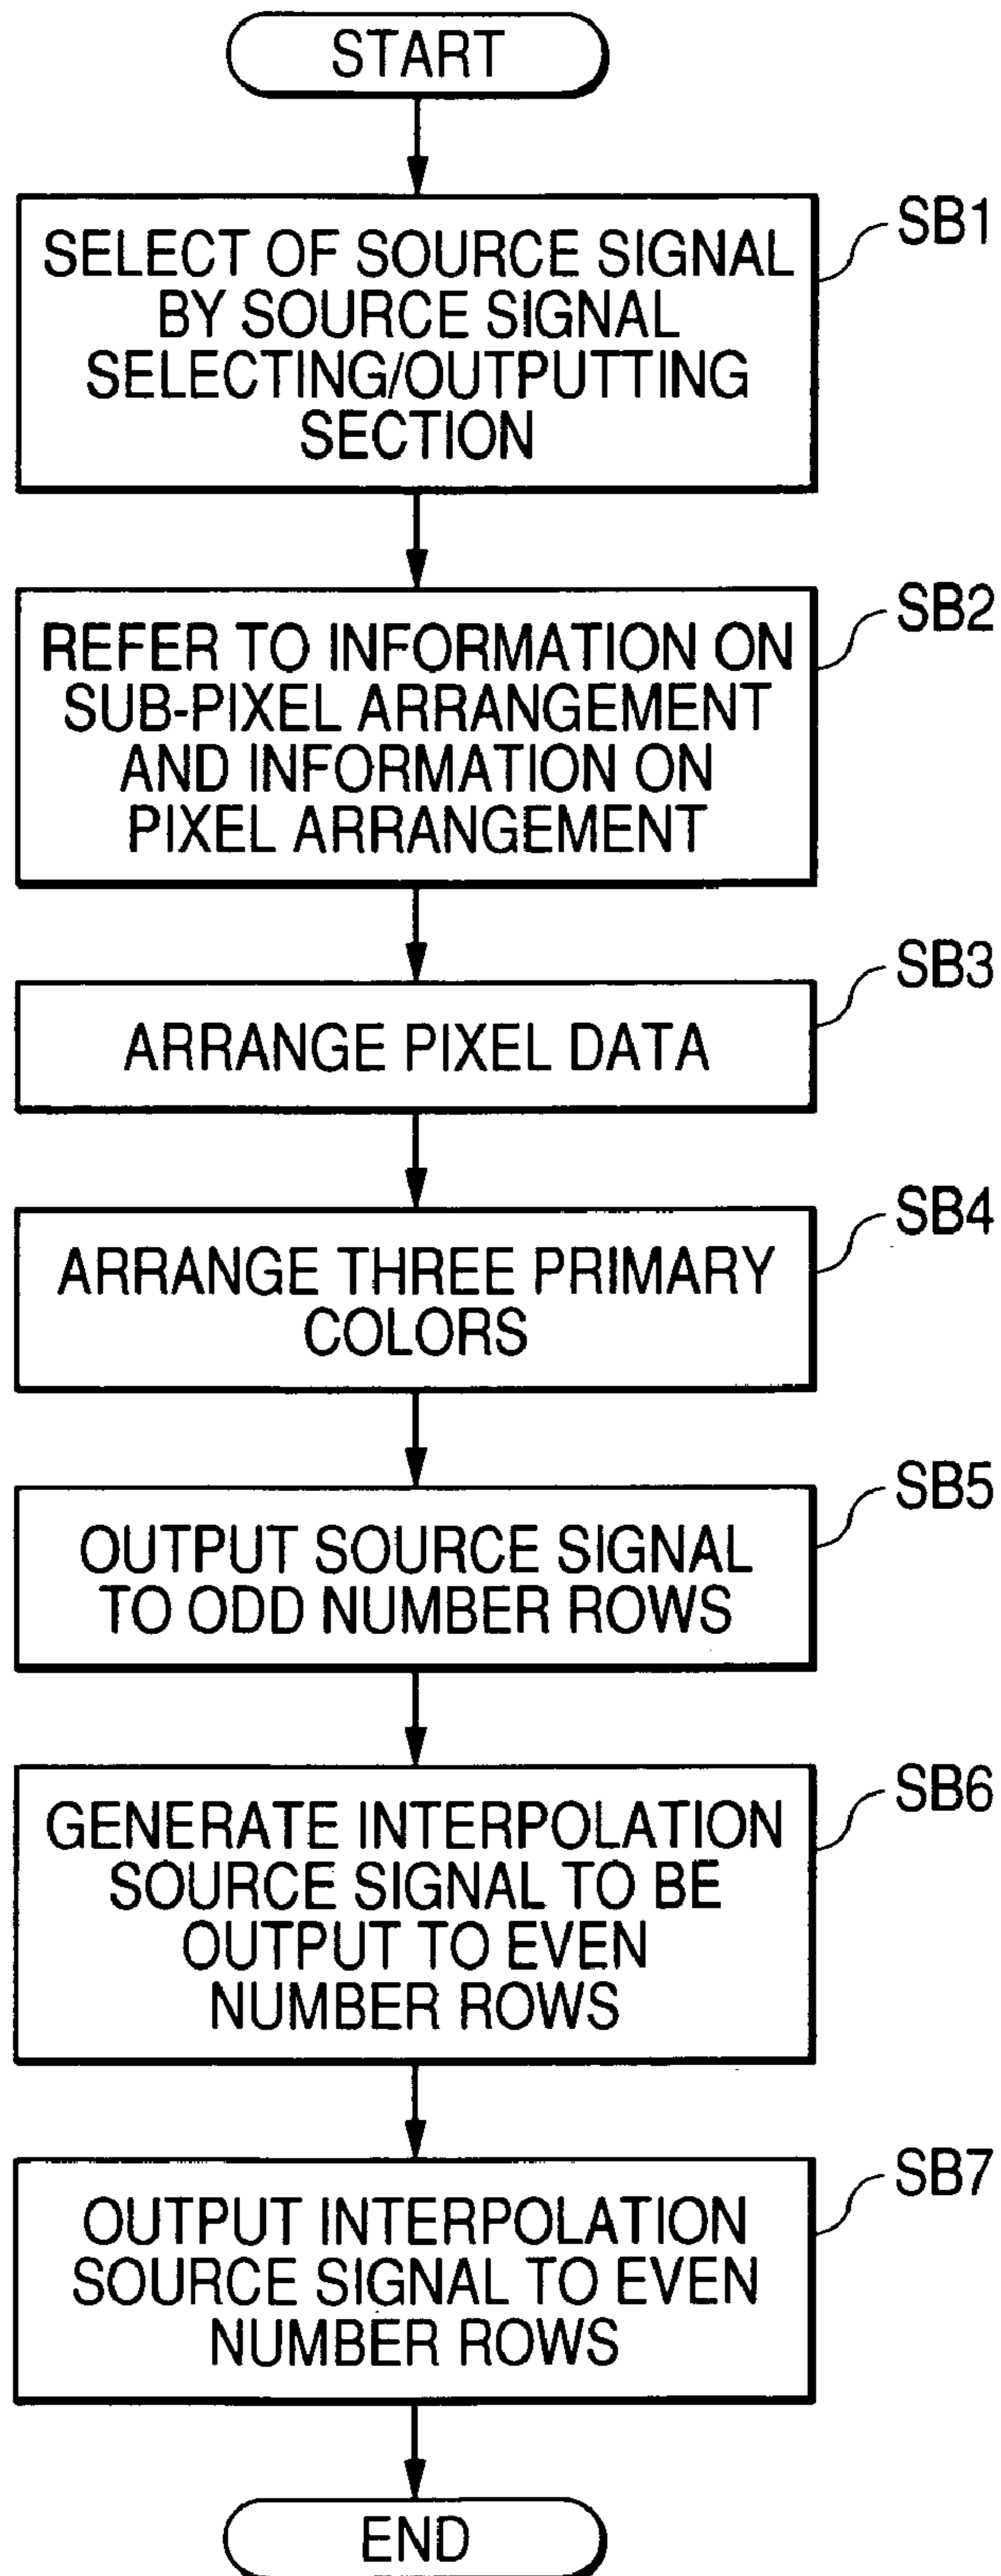 START
SB1
SELECT OF SOURCE SIGNAL
BY SOURCE SIGNAL
SELECTING/OUTPUTTING
SECTION
SB2
REFER TO INFORMATION ON
SUB-PIXEL ARRANGEMENT
AND INFORMATION ON
PIXEL ARRANGEMENT
SB3
ARRANGE PIXEL DATA
SB4
ARRANGE THREE PRIMARY
COLORS
SB5
OUTPUT SOURCE SIGNAL
TO ODD NUMBER ROWS
SB6
GENERATE INTERPOLATION
SOURCE SIGNAL TO BE
OUTPUT TO EVEN
NUMBER ROWS
SB7
OUTPUT INTERPOLATION
SOURCE SIGNAL TO EVEN
NUMBER ROWS
END